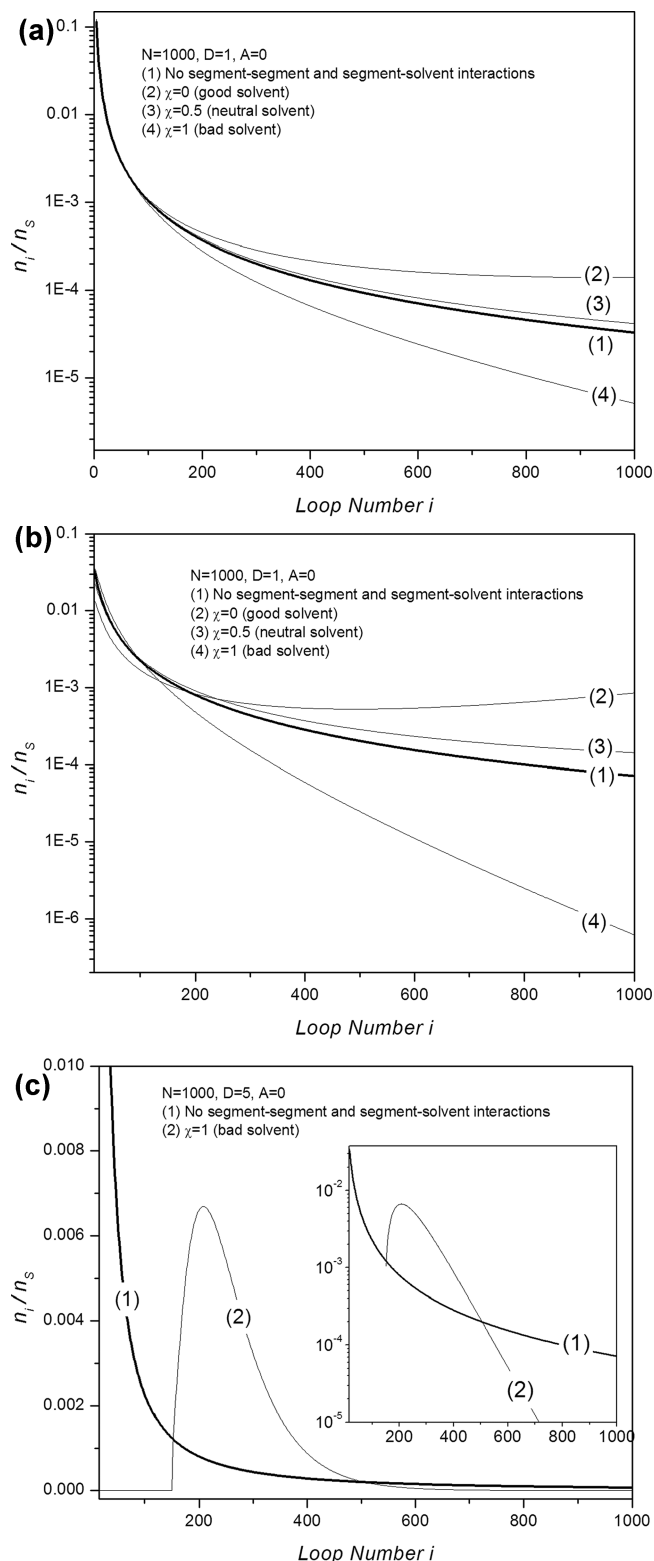 (a)
0.1
0.01
1E-3
1E-4
1E-5
n_i/n_S
N=1000, D=1, A=0
(1) No segment-segment and segment-solvent interactions
(2) χ=0 (good solvent)
(3) χ=0.5 (neutral solvent)
(4) χ=1 (bad solvent)
(2)
(3)
(1)
(4)
0 200 400 600 800 1000
Loop Number i
(b)
0.1
0.01
1E-3
1E-4
1E-5
1E-6
n_i/n_S
N=1000, D=1, A=0
(1) No segment-segment and segment-solvent interactions
(2) χ=0 (good solvent)
(3) χ=0.5 (neutral solvent)
(4) χ=1 (bad solvent)
(2)
(3)
(1)
(4)
200 400 600 800 1000
Loop Number i
(c)
0.010
0.008
0.006
0.004
0.002
0.000
n_i/n_S
N=1000, D=5, A=0
(1) No segment-segment and segment-solvent interactions
(2) χ=1 (bad solvent)
(1)
(2)
10⁻²
10⁻³
10⁻⁴
10⁻⁵
(1)
(2)
200 400 600 800 1000
200 400 600 800 1000
Loop Number i